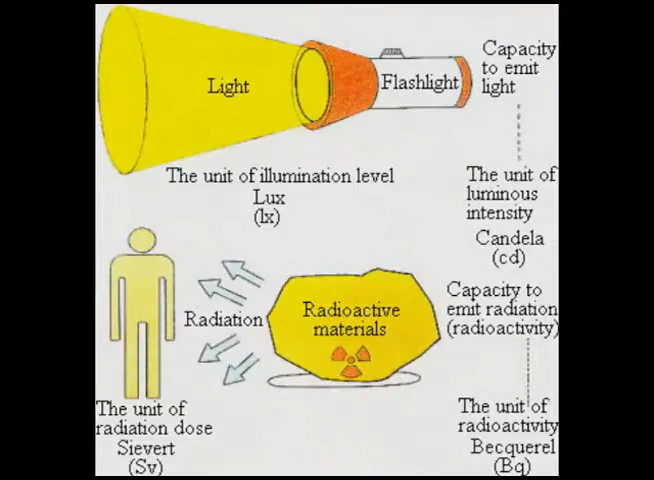 Light
Flashlight
Capacity
to emit
light
The unit of illumination level
Lux
(lx)
The unit of
luminous
intensity
Candela
(cd)
Radiation
Radioactive
materials
Capacity to
emit radiation
(radioactivity)
The unit of
radiation dose
Sievert
(Sv)
The unit of
radioactivity
Becquerel
(Bq)